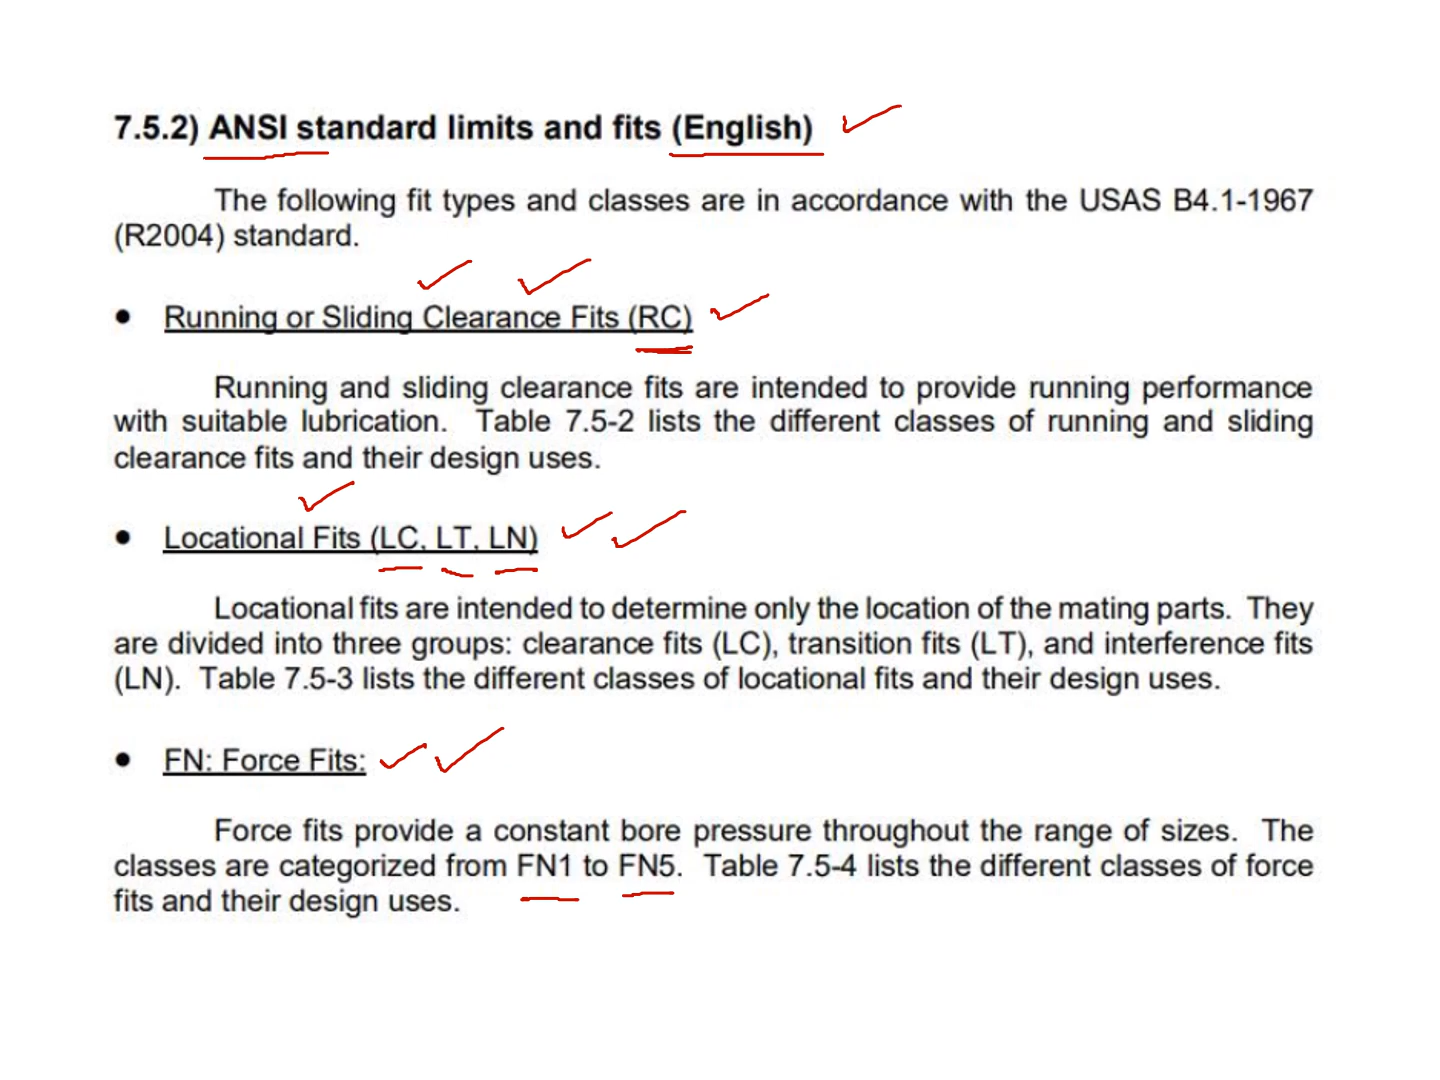 7.5.2) ANSI standard limits and fits (English)
The following fit types and classes are in accordance with the USAS B4.1-1967
(R2004) standard.
● Running or Sliding Clearance Fits (RC)
Running and sliding clearance fits are intended to provide running performance
with suitable lubrication. Table 7.5-2 lists the different classes of running and sliding
clearance fits and their design uses.
● Locational Fits (LC, LT, LN)
Locational fits are intended to determine only the location of the mating parts. They
are divided into three groups: clearance fits (LC), transition fits (LT), and interference fits
(LN). Table 7.5-3 lists the different classes of locational fits and their design uses.
● FN: Force Fits:
Force fits provide a constant bore pressure throughout the range of sizes. The
classes are categorized from FN1 to FN5. Table 7.5-4 lists the different classes of force
fits and their design uses.